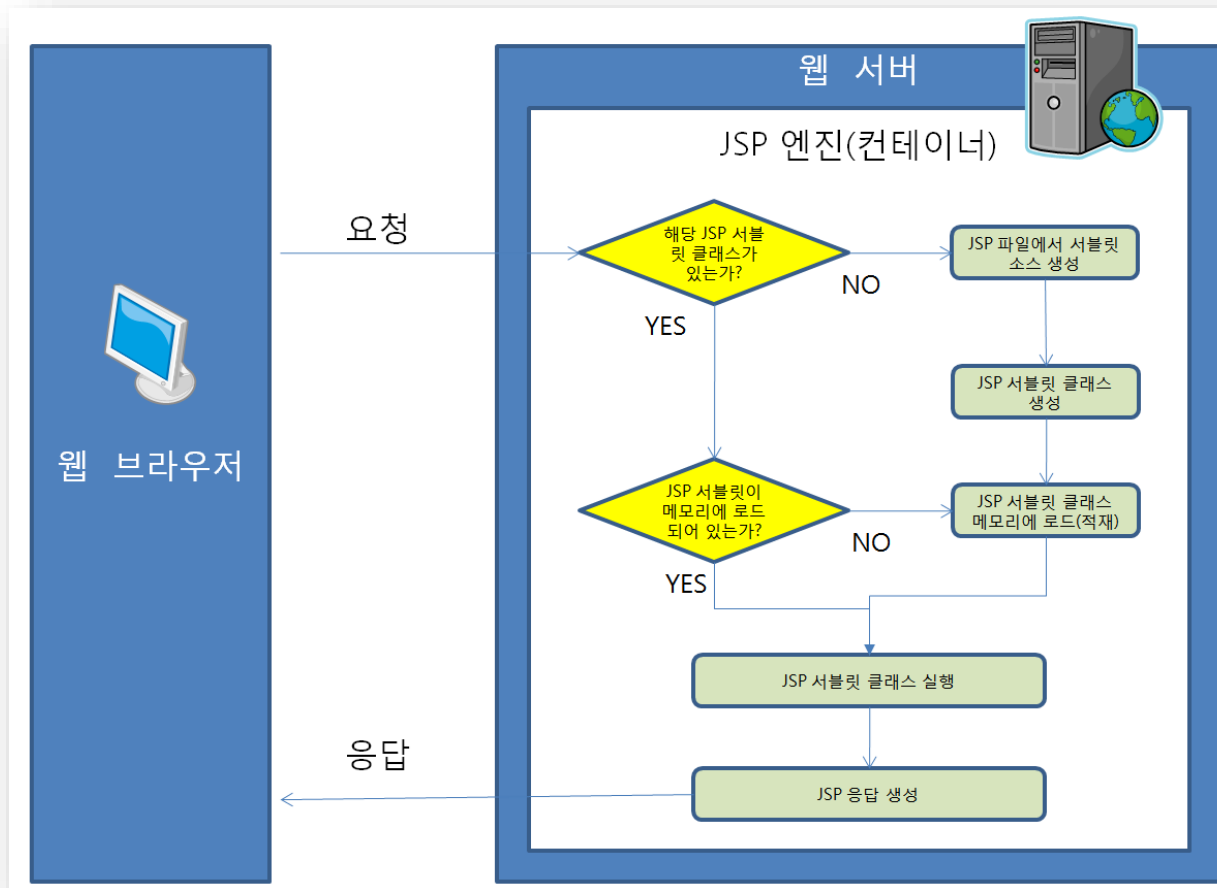 웹 서버
JSP 엔진(컨테이너)
요청
해당 JSP 서블
릿 클래스가
있는가?
NO
JSP 파일에서 서블릿
소스 생성
YES
JSP 서블릿 클래스
생성
웹 브라우저
JSP 서블릿이
메모리에 로드
되어 있는가?
NO
JSP 서블릿 클래스
메모리에 로드(적재)
YES
JSP 서블릿 클래스 실행
응답
JSP 응답 생성